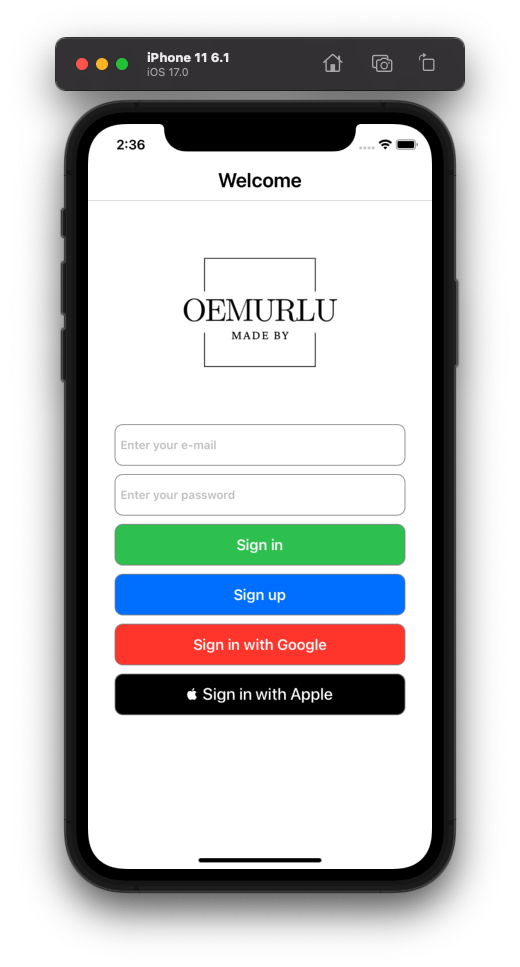 iPhone 11 6.1
iOS 17.0
2:36
Welcome
OEMURLU
MADE BY
Enter your e-mail
Enter your password
Sign in
Sign up
Sign in with Google
Sign in with Apple